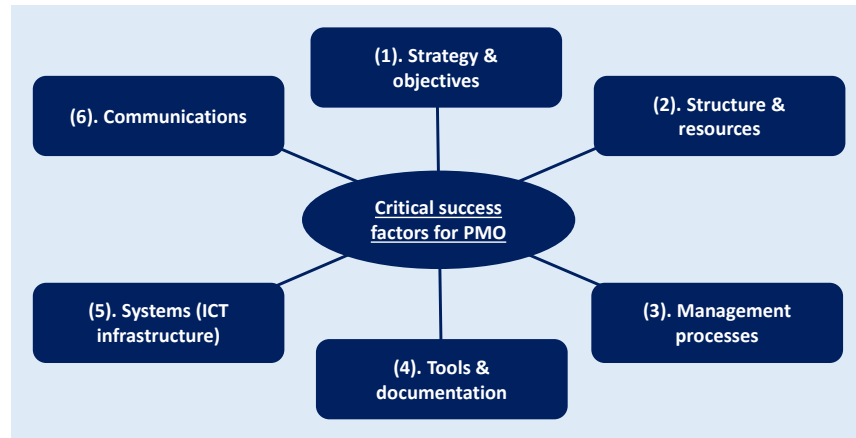 (1). Strategy &
objectives
(2). Structure &
resources
(3). Management
processes
(4). Tools &
documentation
(5). Systems (ICT
infrastructure)
(6). Communications
Critical success
factors for PMO